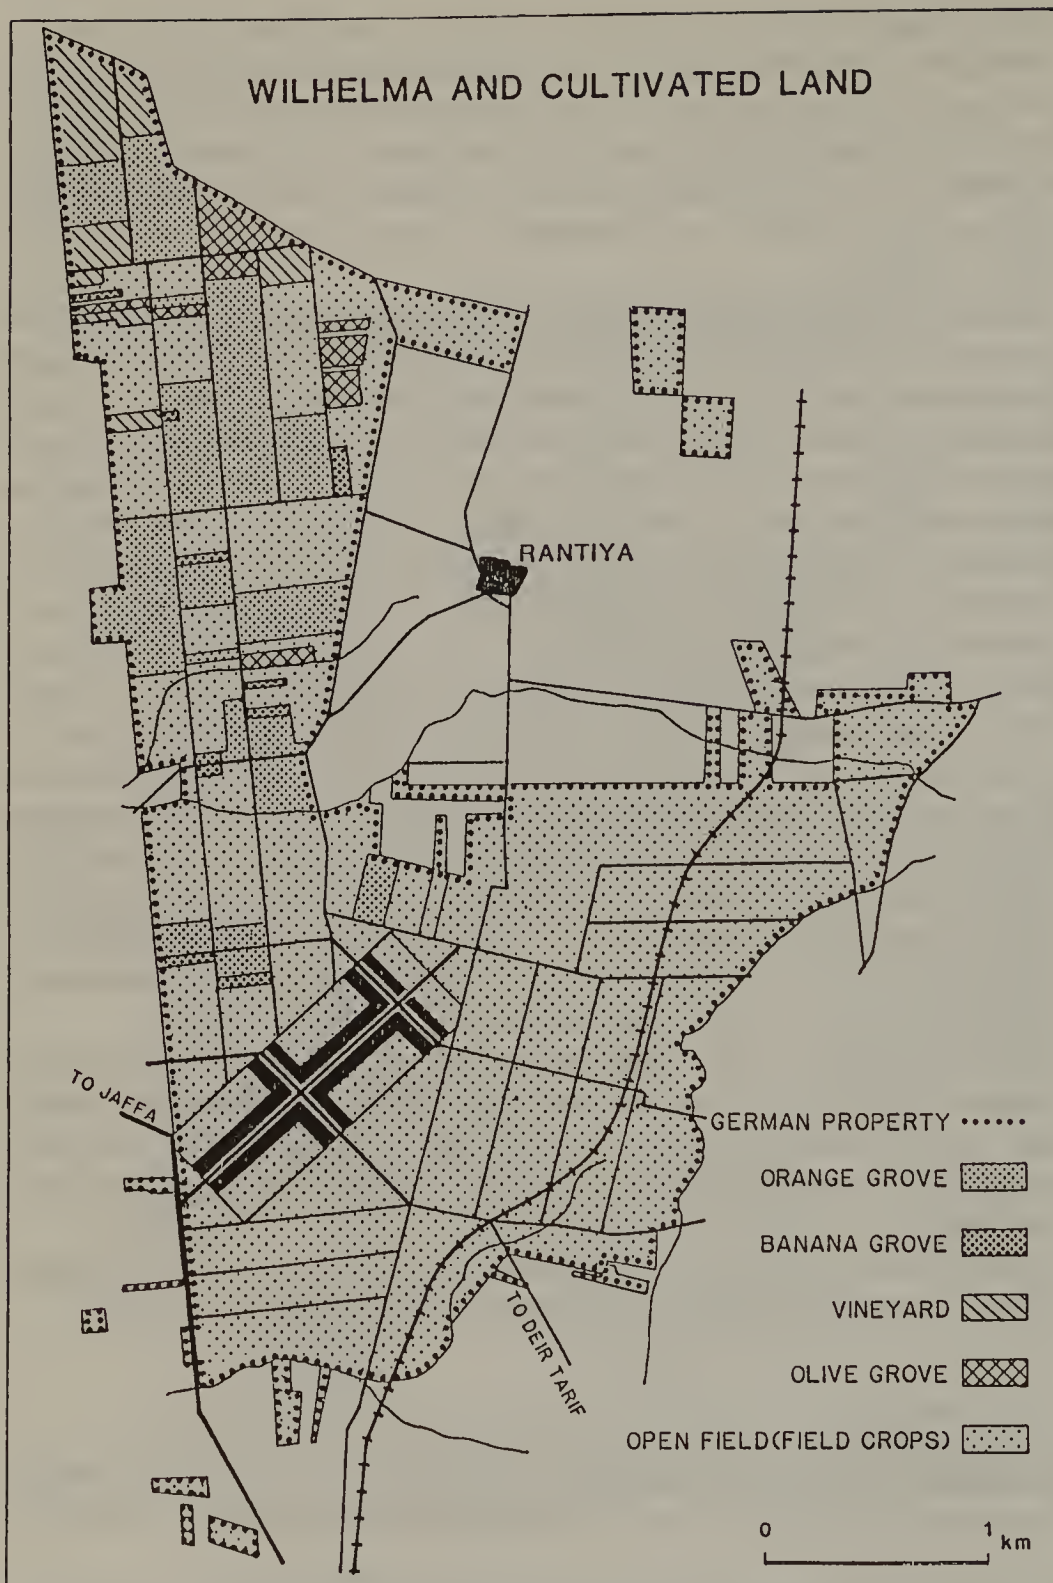 WILHELMA AND CULTIVATED LAND
RANTIYA
TO JAFFA
GERMAN PROPERTY
ORANGE GROVE
BANANA GROVE
VINEYARD
TO DEIR TARIF
OLIVE GROVE
OPEN FIELD(FIELD CROPS)
0 1
km